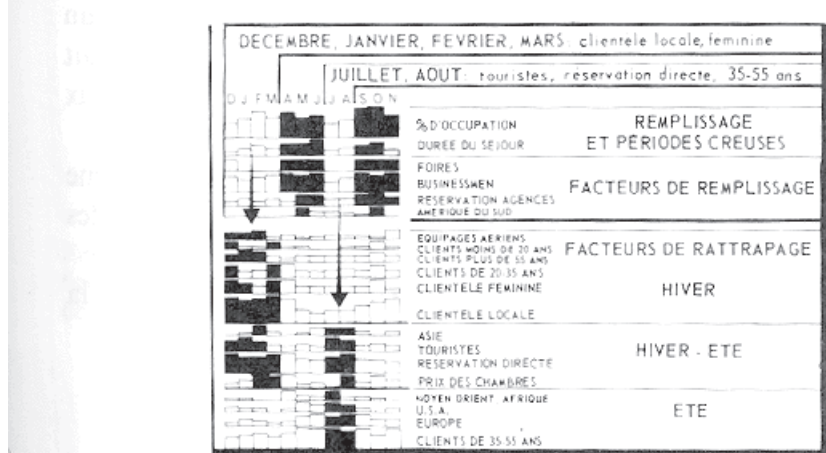 DECEMBRE, JANVIER, FEVRIER, MARS: clientele locale, feminine
JUILLET, AOUT: touristes, réservation directe, 35-55 ans
D J F M A M J J A S O N
% D'OCCUPATION
DUREE DU SEJOUR
REMPLISSAGE
ET PÉRIODES CREUSES
FOIRES
BUSINESSMEN
RESERVATION AGENCES
AMERIQUE DU SUD
FACTEURS DE REMPLISSAGE
EQUIPAGES AERIENS
CLIENTS MOINS DE 20 ANS
CLIENTS PLUS DE 55 ANS
CLIENTS DE 20-35 ANS
CLIENTELE FEMININE
CLIENTELE LOCALE
FACTEURS DE RATTRAPAGE
HIVER
ASIE
TOURISTES
RESERVATION DIRECTE
PRIX DES CHAMBRES
HIVER - ETE
MOYEN ORIENT, AFRIQUE
U.S.A.
EUROPE
CLIENTS DE 35-55 ANS
ETE